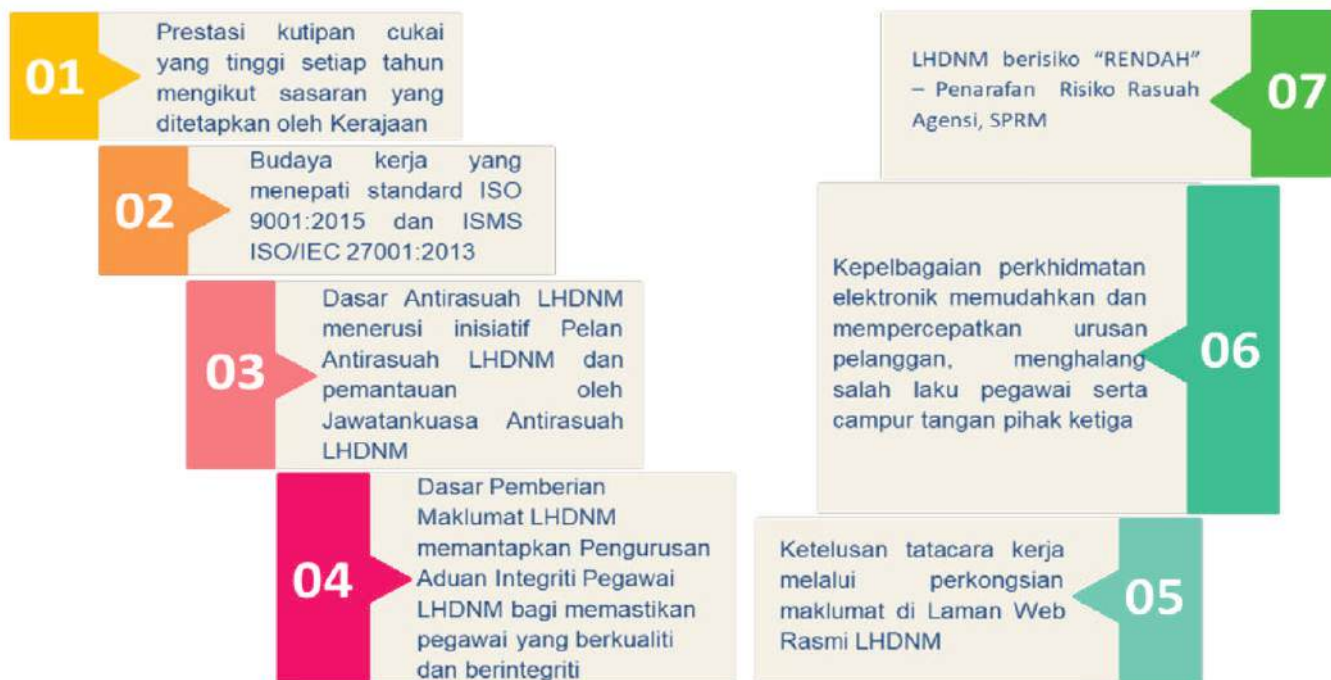 01
Prestasi kutipan cukai
yang tinggi setiap tahun
mengikut sasaran yang
ditetapkan oleh Kerajaan
02
Budaya kerja yang
menepati standard ISO
9001:2015 dan ISMS
ISO/IEC 27001:2013
03
Dasar Antirasuah LHDNM
menerusi inisiatif Pelan
Antirasuah LHDNM dan
pemantauan oleh
Jawatankuasa Antirasuah
LHDNM
04
Dasar Pemberian
Maklumat LHDNM
memantapkan Pengurusan
Aduan Integriti Pegawai
LHDNM bagi memastikan
pegawai yang berkualiti
dan berintegriti
05
Ketelusan tatacara kerja
melalui perkongsian
maklumat di Laman Web
Rasmi LHDNM
06
Kepelbagaian perkhidmatan
elektronik memudahkan dan
mempercepatkan urusan
pelanggan, menghalang
salah laku pegawai serta
campur tangan pihak ketiga
07
LHDNM berisiko “RENDAH”
– Penarafan Risiko Rasuah
Agensi, SPRM